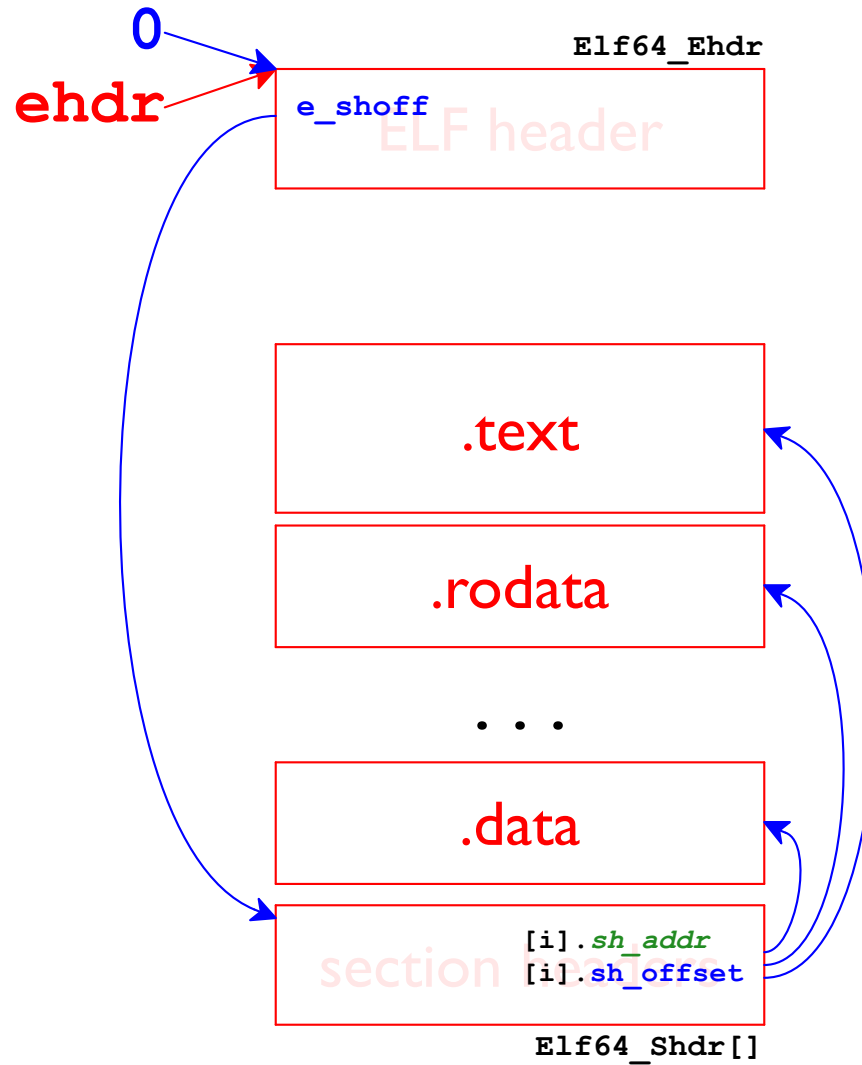 0
Elf64_Ehdr
ehdr
e_shoff
ELF header
.text
.rodata
. . .
.data
[i].sh_addr
[i].sh_offset
section headers
Elf64_Shdr[]